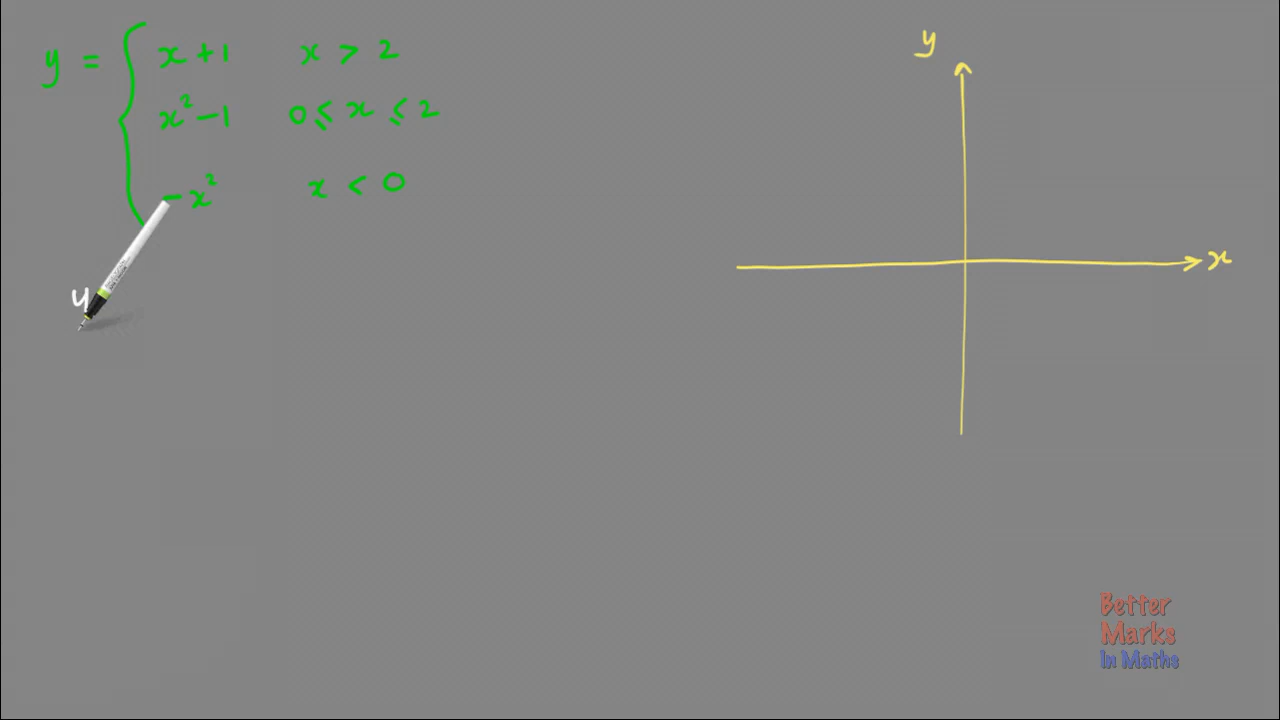 y = { x + 1 x > 2
x² - 1 0 ≤ x ≤ 2
- x² x < 0
y
x
y
Better
Marks
In Maths